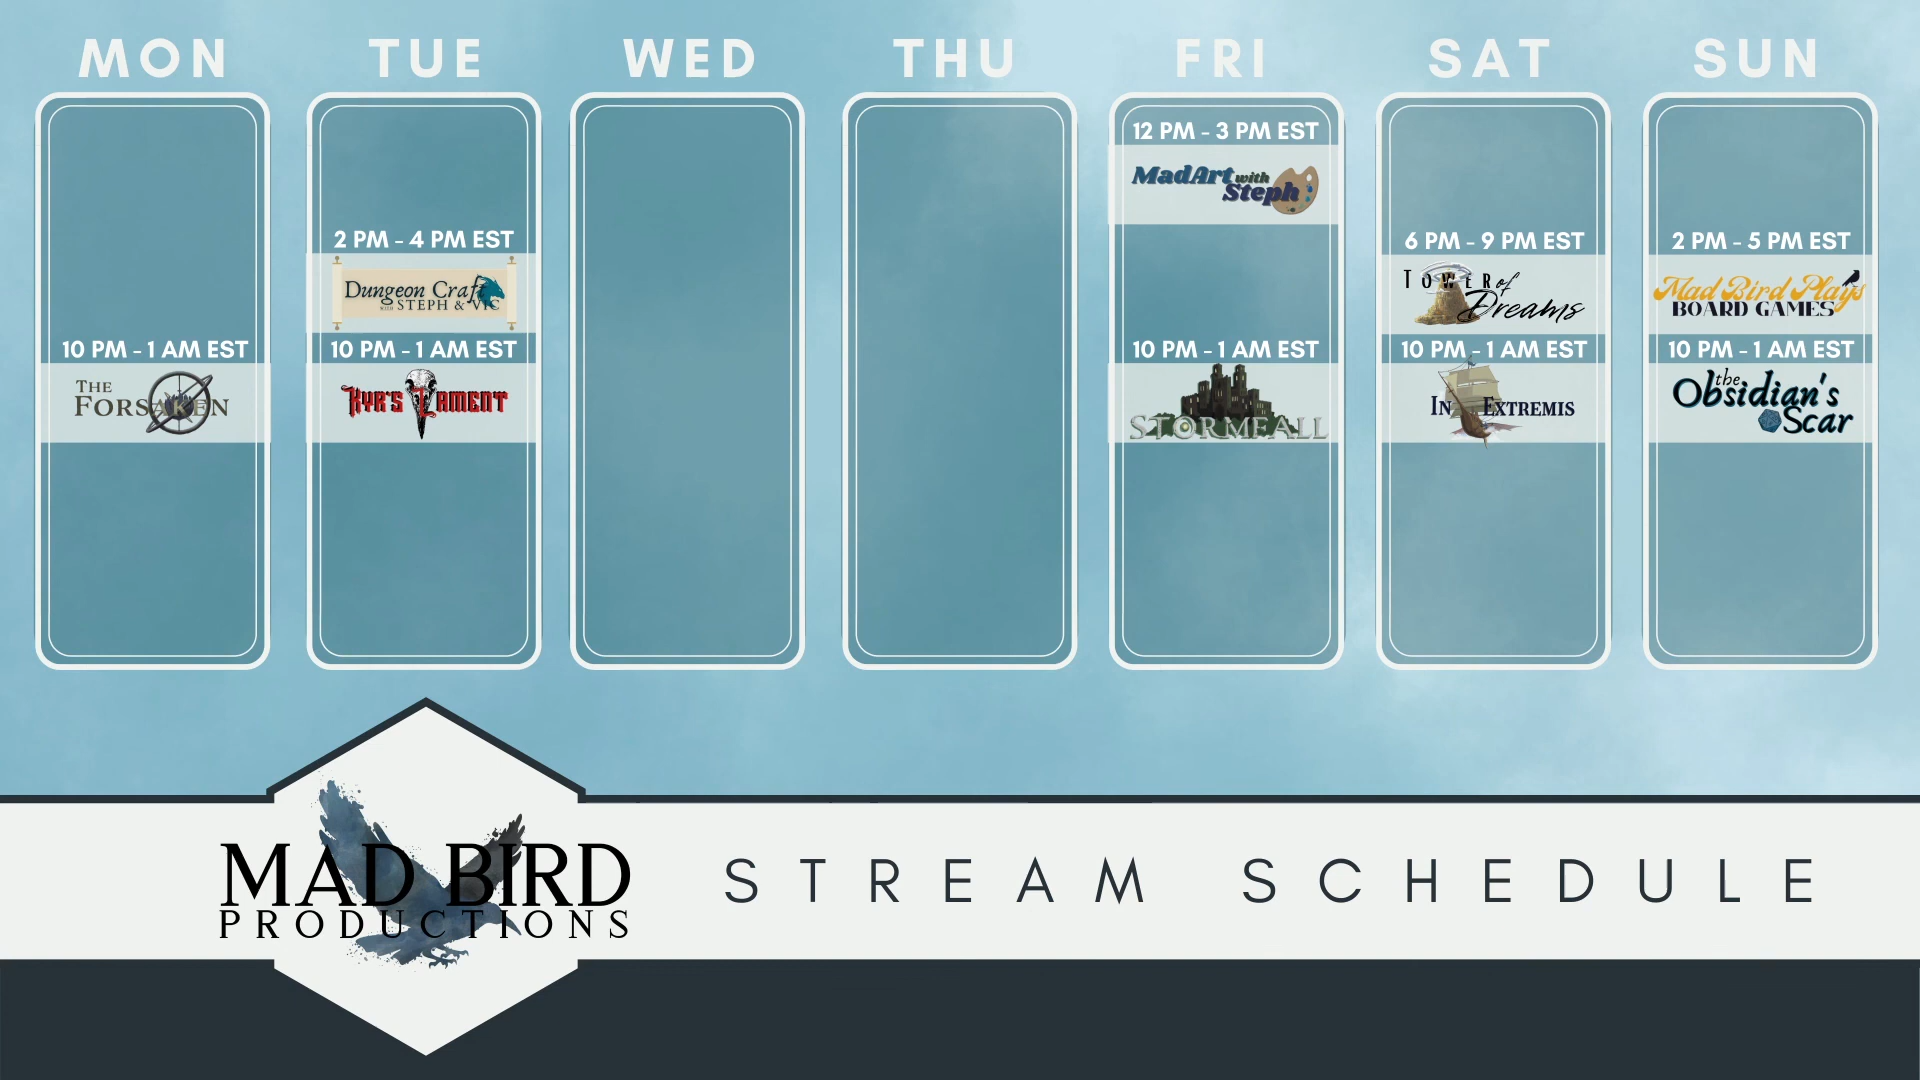 MON
TUE
WED
THU
FRI
SAT
SUN
10 PM - 1 AM EST
THE
FORSAKEN
2 PM - 4 PM EST
Dungeon Craft
WITH STEPH & VIC
10 PM - 1 AM EST
KYR'S LAMENT
12 PM - 3 PM EST
MadArt with
Steph
10 PM - 1 AM EST
STORMFALL
6 PM - 9 PM EST
TOWER of
Dreams
10 PM - 1 AM EST
IN EXTREMIS
2 PM - 5 PM EST
Mad Bird Plays
BOARD GAMES
10 PM - 1 AM EST
the
Obsidian's
Scar
MAD BIRD
PRODUCTIONS
STREAM SCHEDULE